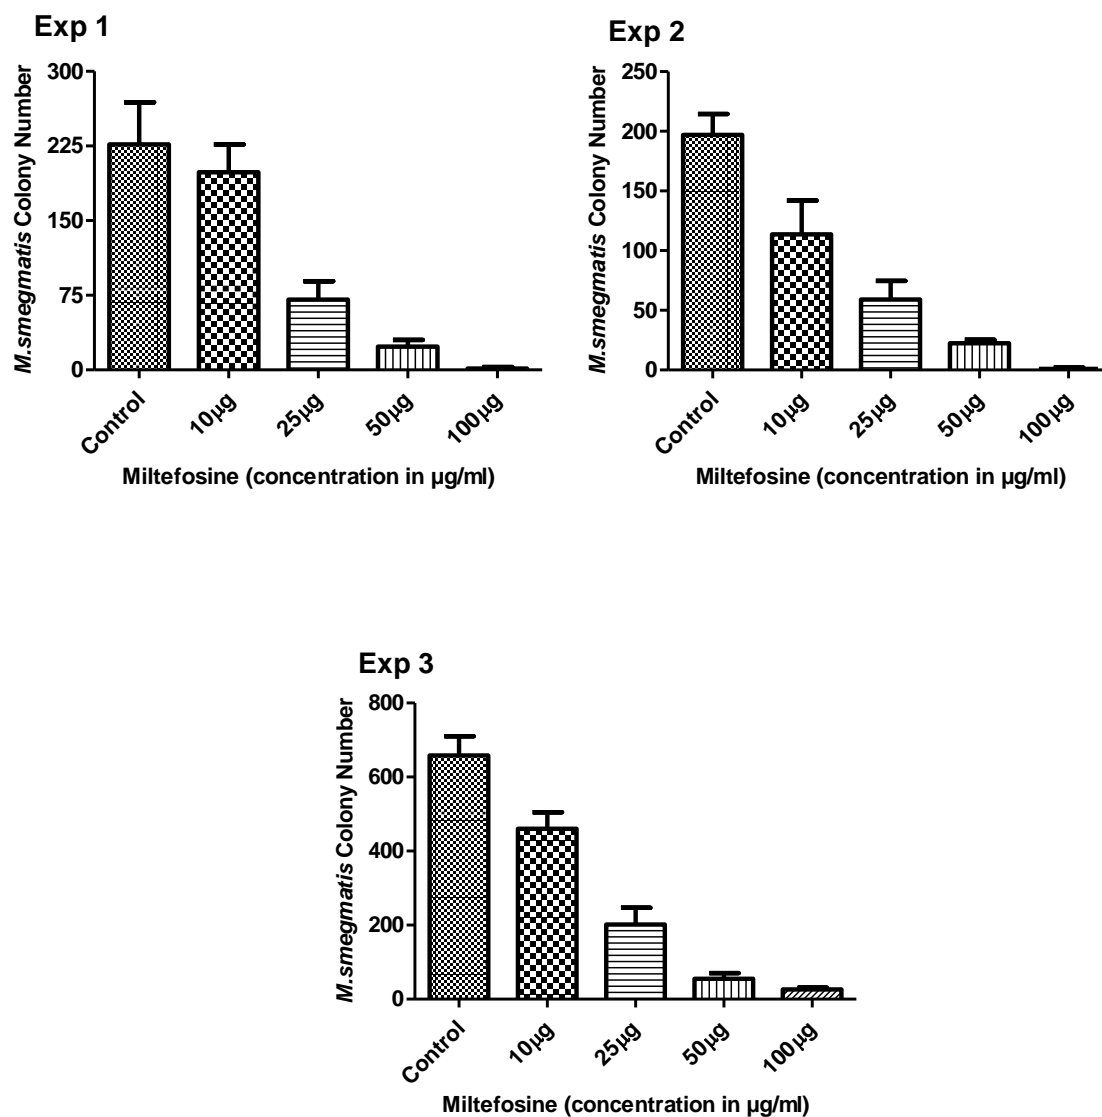 Exp 1
M.smegmatis Colony Number
300
225
150
75
0
Control
10µg
25µg
50µg
100µg
Miltefosine (concentration in µg/ml)
Exp 2
M.smegmatis Colony Number
250
200
150
100
50
0
Control
10µg
25µg
50µg
100µg
Miltefosine (concentration in µg/ml)
Exp 3
M.smegmatis Colony Number
800
600
400
200
0
Control
10µg
25µg
50µg
100µg
Miltefosine (concentration in µg/ml)